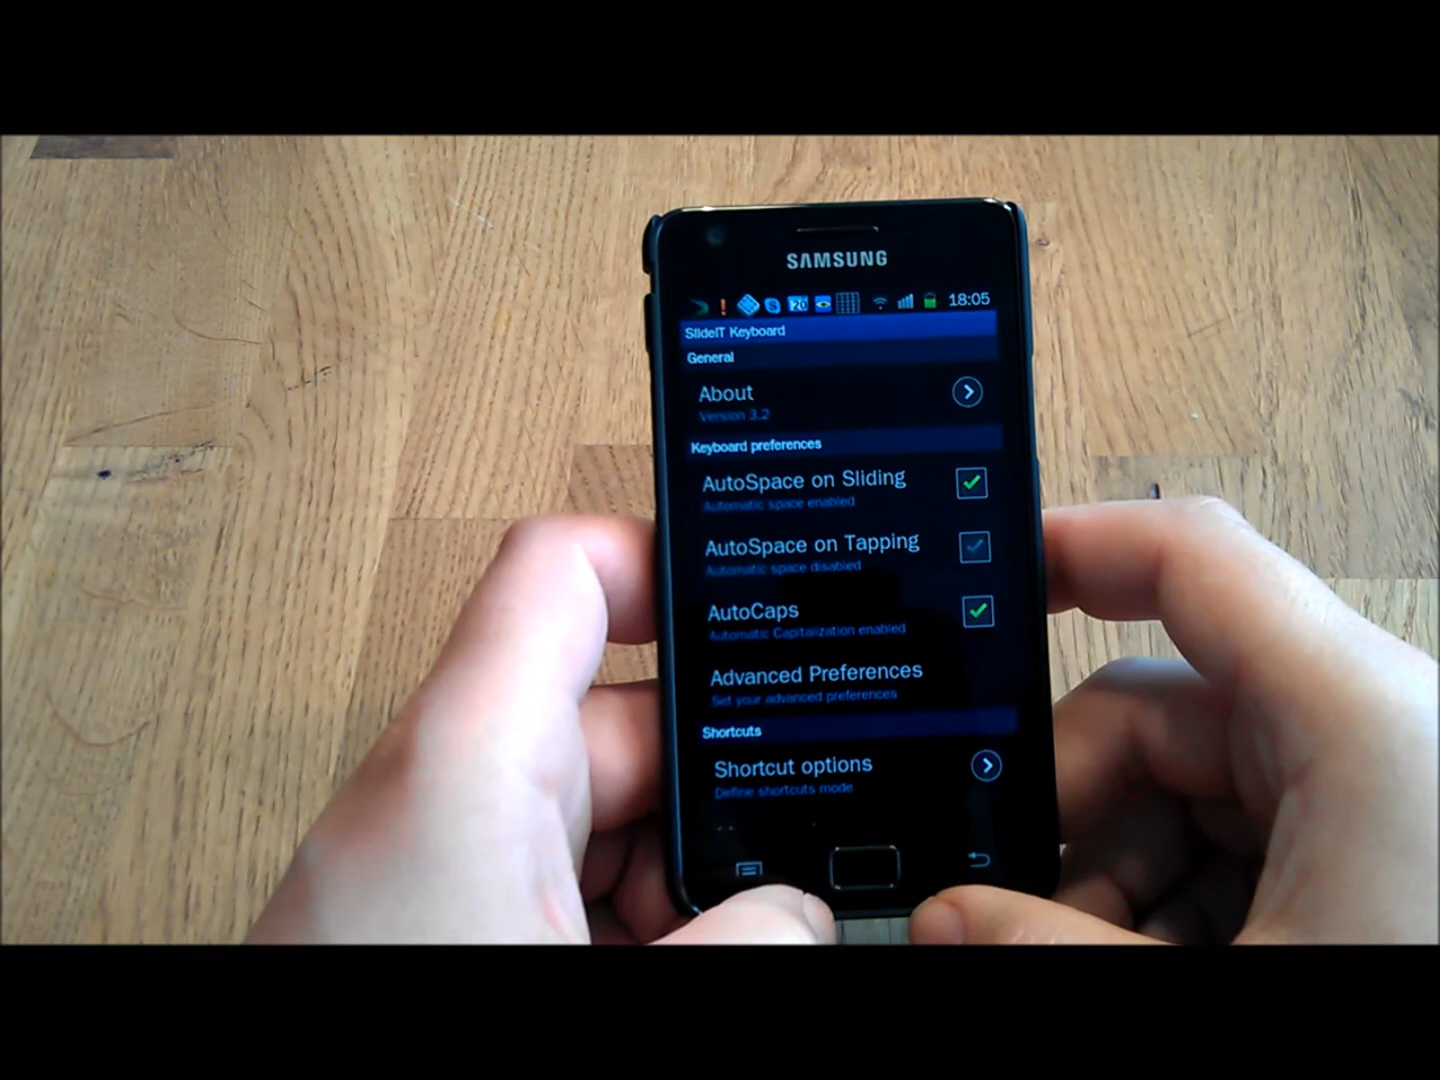 SAMSUNG
20 18:05
SlideIT Keyboard
General
About
Version 3.2
Keyboard preferences
AutoSpace on Sliding
Automatic space enabled
AutoSpace on Tapping
Automatic space disabled
AutoCaps
Automatic Capitalization enabled
Advanced Preferences
Set your advanced preferences
Shortcuts
Shortcut options
Define shortcuts mode